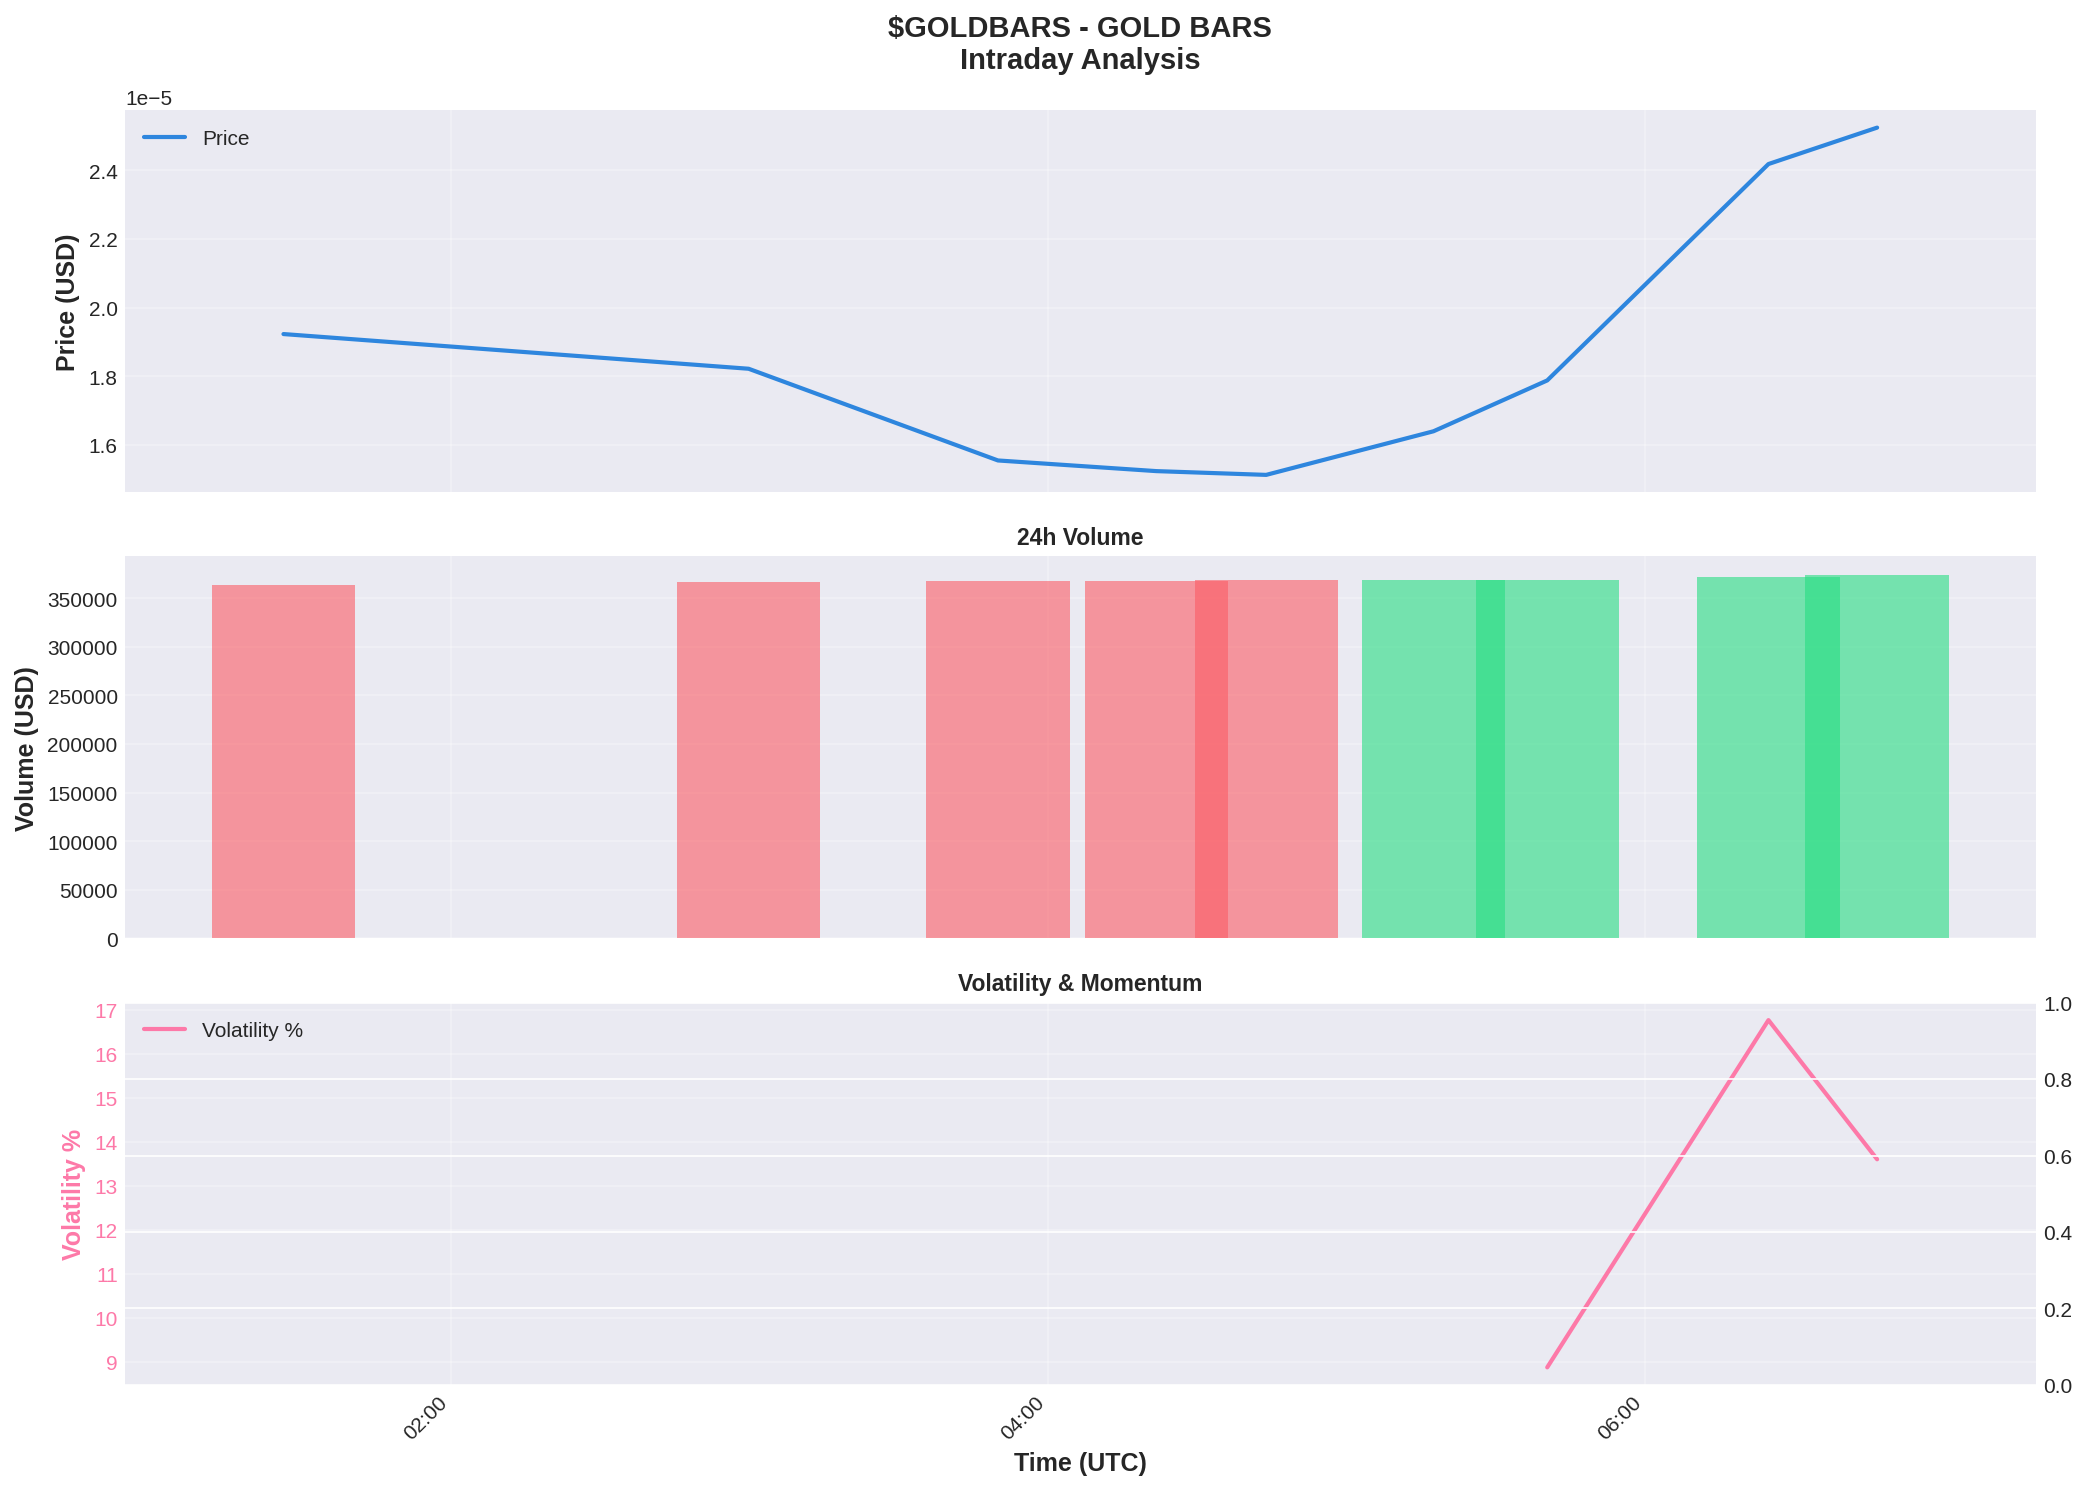 $GOLDBARS - GOLD BARS
Intraday Analysis
1e−5
Price
2.4
2.2
2.0
1.8
1.6
Price (USD)
24h Volume
350000
300000
250000
200000
150000
100000
50000
0
Volume (USD)
Volatility & Momentum
Volatility %
17
16
15
14
13
12
11
10
9
Volatility %
1.0
0.8
0.6
0.4
0.2
0.0
02:00
04:00
06:00
Time (UTC)